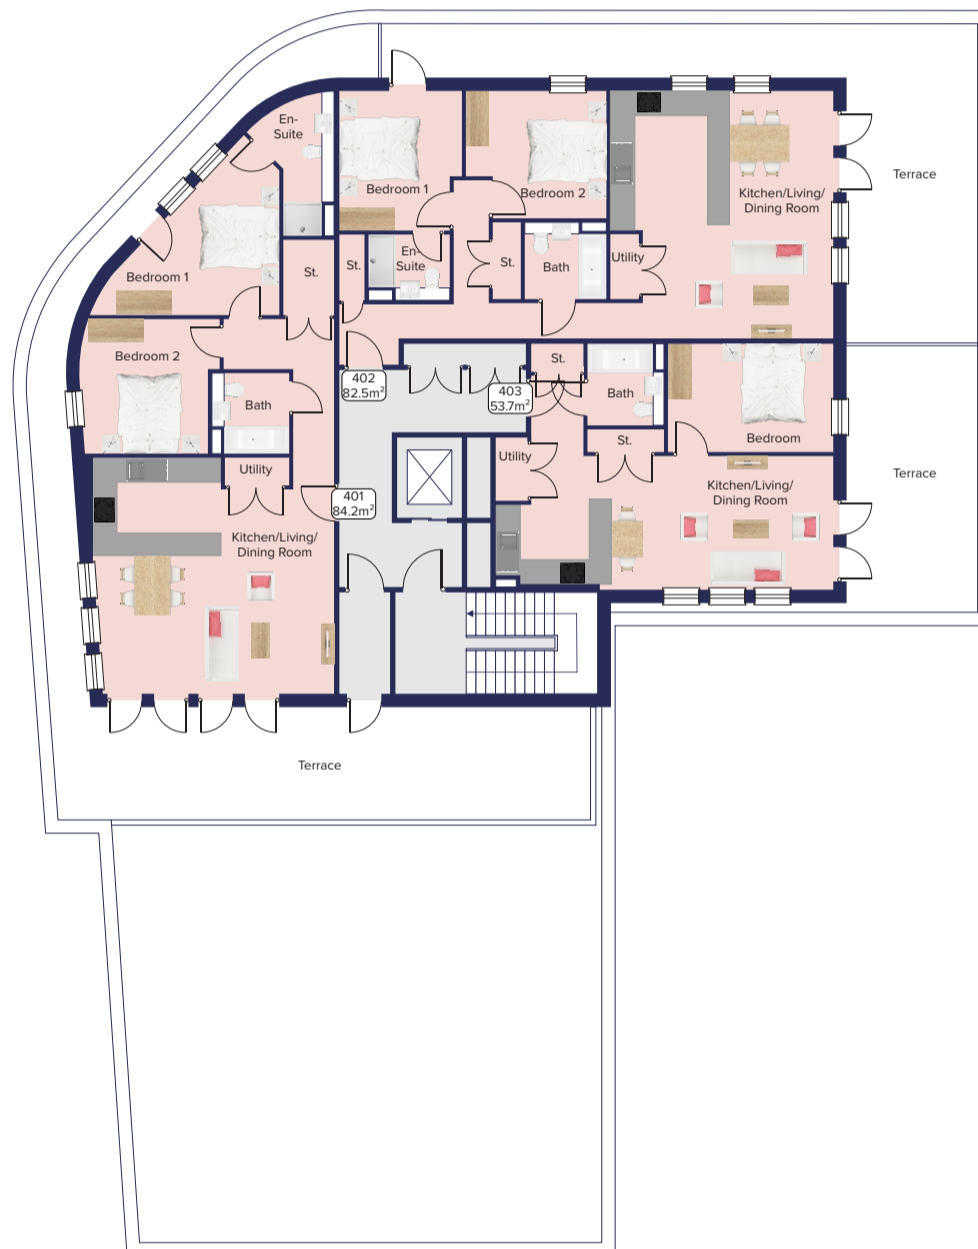 En-
Suite
Bedroom 1
Bedroom 2
Kitchen/Living/
Dining Room
Terrace
Bedroom 1
St.
St.
En-
Suite
St.
Bath
Utility
Bedroom 2
402
82.5m²
403
53.7m²
St.
Bath
Bath
Bedroom
St.
Utility
Utility
Terrace
401
84.2m²
Kitchen/Living/
Dining Room
Kitchen/Living/
Dining Room
Terrace